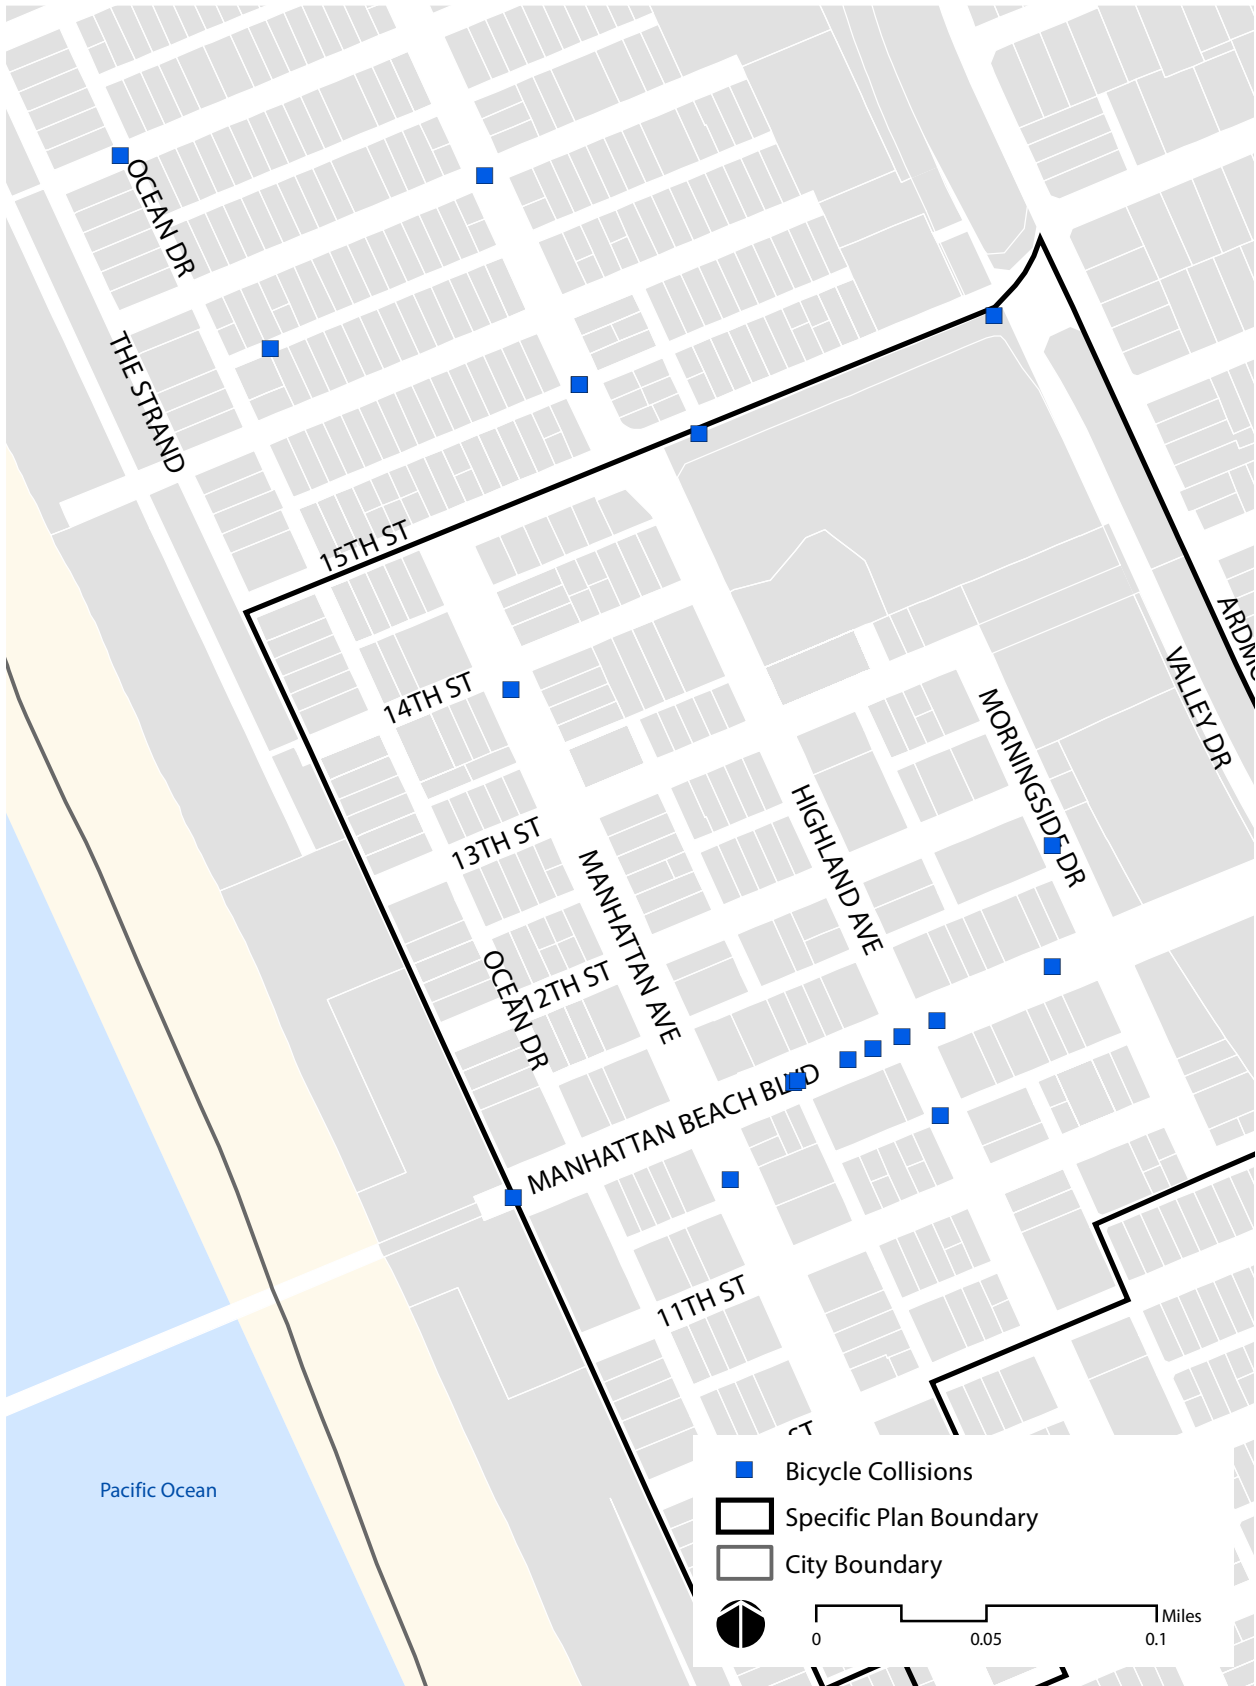 OCEAN DR
THE STRAND
15TH ST
14TH ST
13TH ST
12TH ST
OCEAN DR
MANHATTAN AVE
HIGHLAND AVE
MORNINGSIDE DR
VALLEY DR
MANHATTAN BEACH BLVD
11TH ST
ST
Pacific Ocean
Bicycle Collisions
Specific Plan Boundary
City Boundary
Miles
0 0.05 0.1